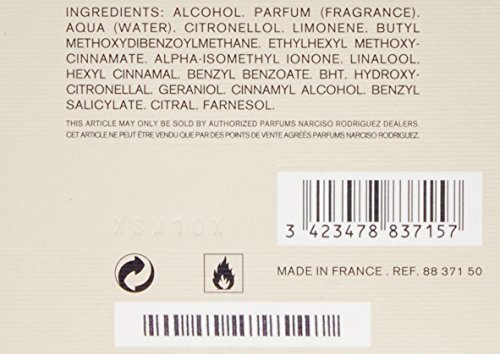 INGREDIENTS: ALCOHOL. PARFUM (FRAGRANCE).
AQUA (WATER). CITRONELLOL. LIMONENE. BUTYL
METHOXYDIBENZOYLMETHANE. ETHYLHEXYL METHOXY-
CINNAMATE. ALPHA-ISOMETHYL IONONE. LINALOOL.
HEXYL CINNAMAL. BENZYL BENZOATE. BHT. HYDROXY-
CITRONELLAL. GERANIOL. CINNAMYL ALCOHOL. BENZYL
SALICYLATE. CITRAL. FARNESOL.
THIS ARTICLE MAY ONLY BE SOLD BY AUTHORIZED PARFUMS NARCISO RODRIGUEZ DEALERS.
CET ARTICLE NE PEUT ÊTRE VENDU QUE PAR DES POINTS DE VENTE AGRÉÉS PARFUMS NARCISO RODRIGUEZ.
3 423478 837157
MADE IN FRANCE . REF. 88 371 50